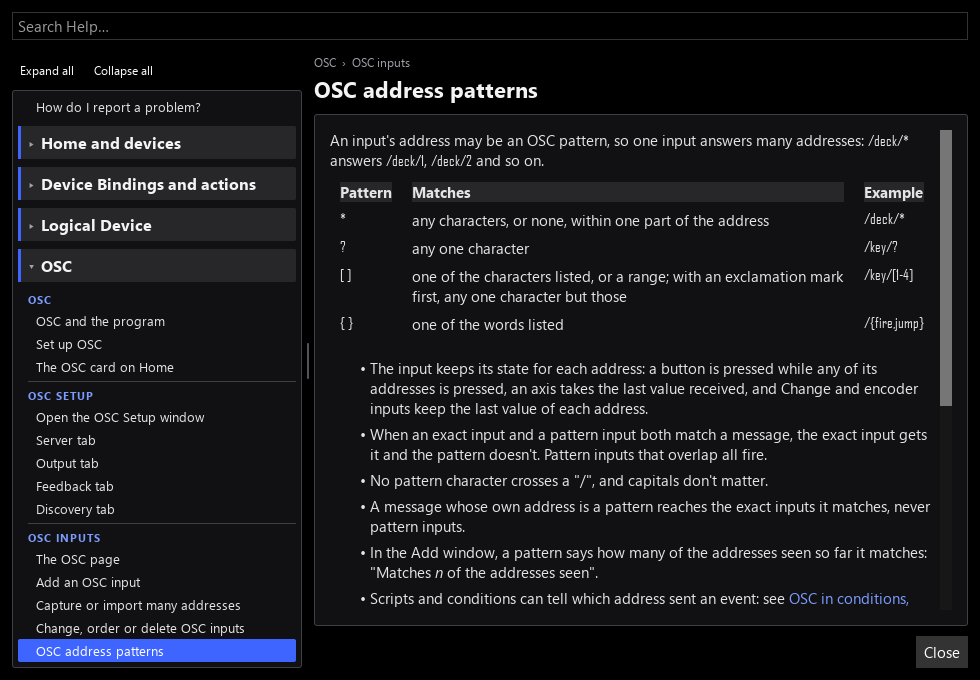 Search Help...
Expand all
Collapse all
How do I report a problem?
Home and devices
Device Bindings and actions
Logical Device
OSC
OSC
OSC and the program
Set up OSC
The OSC card on Home
OSC SETUP
Open the OSC Setup window
Server tab
Output tab
Feedback tab
Discovery tab
OSC INPUTS
The OSC page
Add an OSC input
Capture or import many addresses
Change, order or delete OSC inputs
OSC address patterns
OSC › OSC inputs
OSC address patterns
An input's address may be an OSC pattern, so one input answers many addresses: /deck/*
answers /deck/1, /deck/2 and so on.
Pattern Matches Example
* any characters, or none, within one part of the address /deck/*
? any one character /key/?
[ ] one of the characters listed, or a range; with an exclamation mark /key/[1-4]
first, any one character but those
{ } one of the words listed /{fire,jump}
• The input keeps its state for each address: a button is pressed while any of its
addresses is pressed, an axis takes the last value received, and Change and encoder
inputs keep the last value of each address.
• When an exact input and a pattern input both match a message, the exact input gets
it and the pattern doesn't. Pattern inputs that overlap all fire.
• No pattern character crosses a "/", and capitals don't matter.
• A message whose own address is a pattern reaches the exact inputs it matches, never
pattern inputs.
• In the Add window, a pattern says how many of the addresses seen so far it matches:
"Matches n of the addresses seen".
• Scripts and conditions can tell which address sent an event: see OSC in conditions,
Close